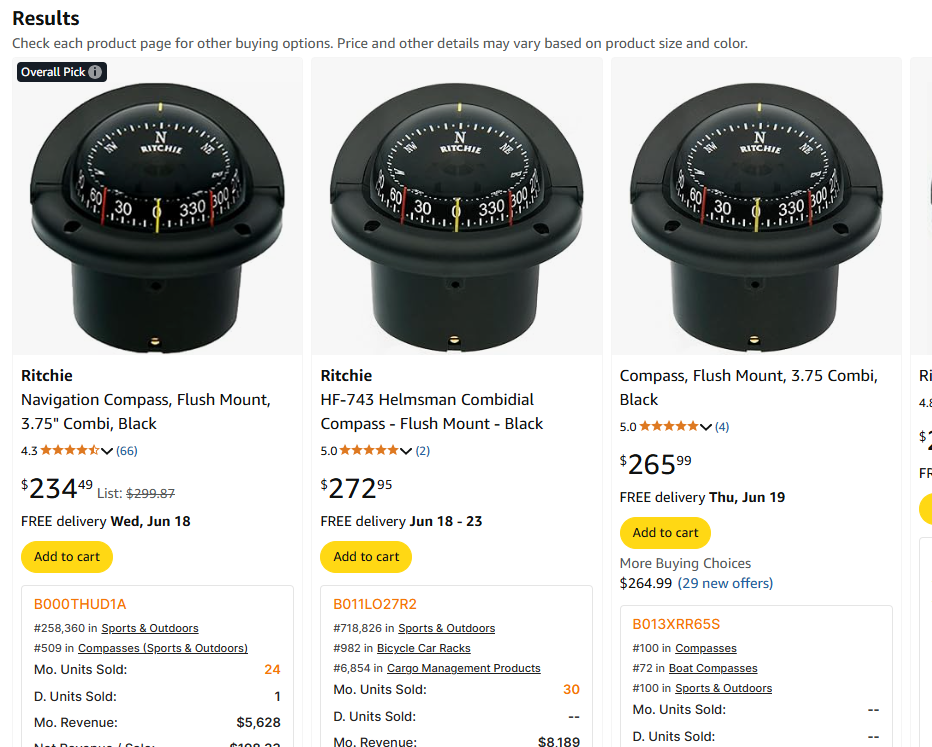 Results
Check each product page for other buying options. Price and other details may vary based on product size and color.
Overall Pick
N
NW
NE
RITCHIE
60 30 0 330 300
N
NW
NE
RITCHIE
60 30 0 330 300
N
NW
NE
RITCHIE
60 30 0 330 300
Ritchie
Navigation Compass, Flush Mount,
3.75" Combi, Black
4.3 (66)
$234.49 List: $299.87
FREE delivery Wed, Jun 18
Add to cart
B000THUD1A
#258,360 in Sports & Outdoors
#509 in Compasses (Sports & Outdoors)
Mo. Units Sold: 24
D. Units Sold: 1
Mo. Revenue: $5,628
Ritchie
HF-743 Helmsman Combidial
Compass - Flush Mount - Black
5.0 (2)
$272.95
FREE delivery Jun 18 - 23
Add to cart
B011LO27R2
#718,826 in Sports & Outdoors
#982 in Bicycle Car Racks
#6,854 in Cargo Management Products
Mo. Units Sold: 30
D. Units Sold: --
Mo. Revenue: $8,189
Compass, Flush Mount, 3.75 Combi,
Black
5.0 (4)
$265.99
FREE delivery Thu, Jun 19
Add to cart
More Buying Choices
$264.99 (29 new offers)
B013XRR65S
#100 in Compasses
#72 in Boat Compasses
#100 in Sports & Outdoors
Mo. Units Sold: --
D. Units Sold: --